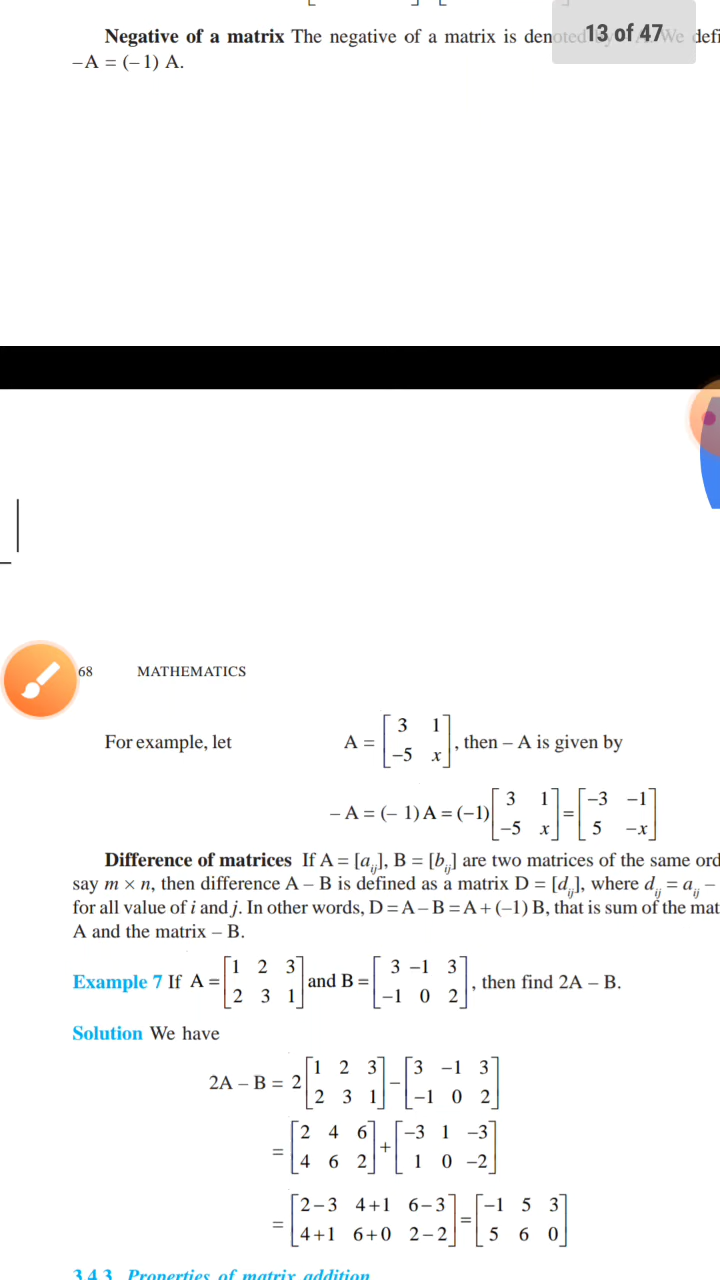 Negative of a matrix The negative of a matrix is denoted We defi
13 of 47
–A = (– 1) A.
68 MATHEMATICS
For example, let A = [3 1; –5 x], then – A is given by
– A = (– 1) A = (–1) [3 1; –5 x] = [–3 –1; 5 –x]
Difference of matrices If A = [aij], B = [bij] are two matrices of the same ord
say m × n, then difference A – B is defined as a matrix D = [dij], where dij = aij –
for all value of i and j. In other words, D = A – B = A + (–1) B, that is sum of the mat
A and the matrix – B.
Example 7 If A = [1 2 3; 2 3 1] and B = [3 –1 3; –1 0 2], then find 2A – B.
Solution We have
2A – B = 2 [1 2 3; 2 3 1] – [3 –1 3; –1 0 2]
= [2 4 6; 4 6 2] + [–3 1 –3; 1 0 –2]
= [2–3 4+1 6–3; 4+1 6+0 2–2] = [–1 5 3; 5 6 0]
3.4.3 Properties of matrix addition